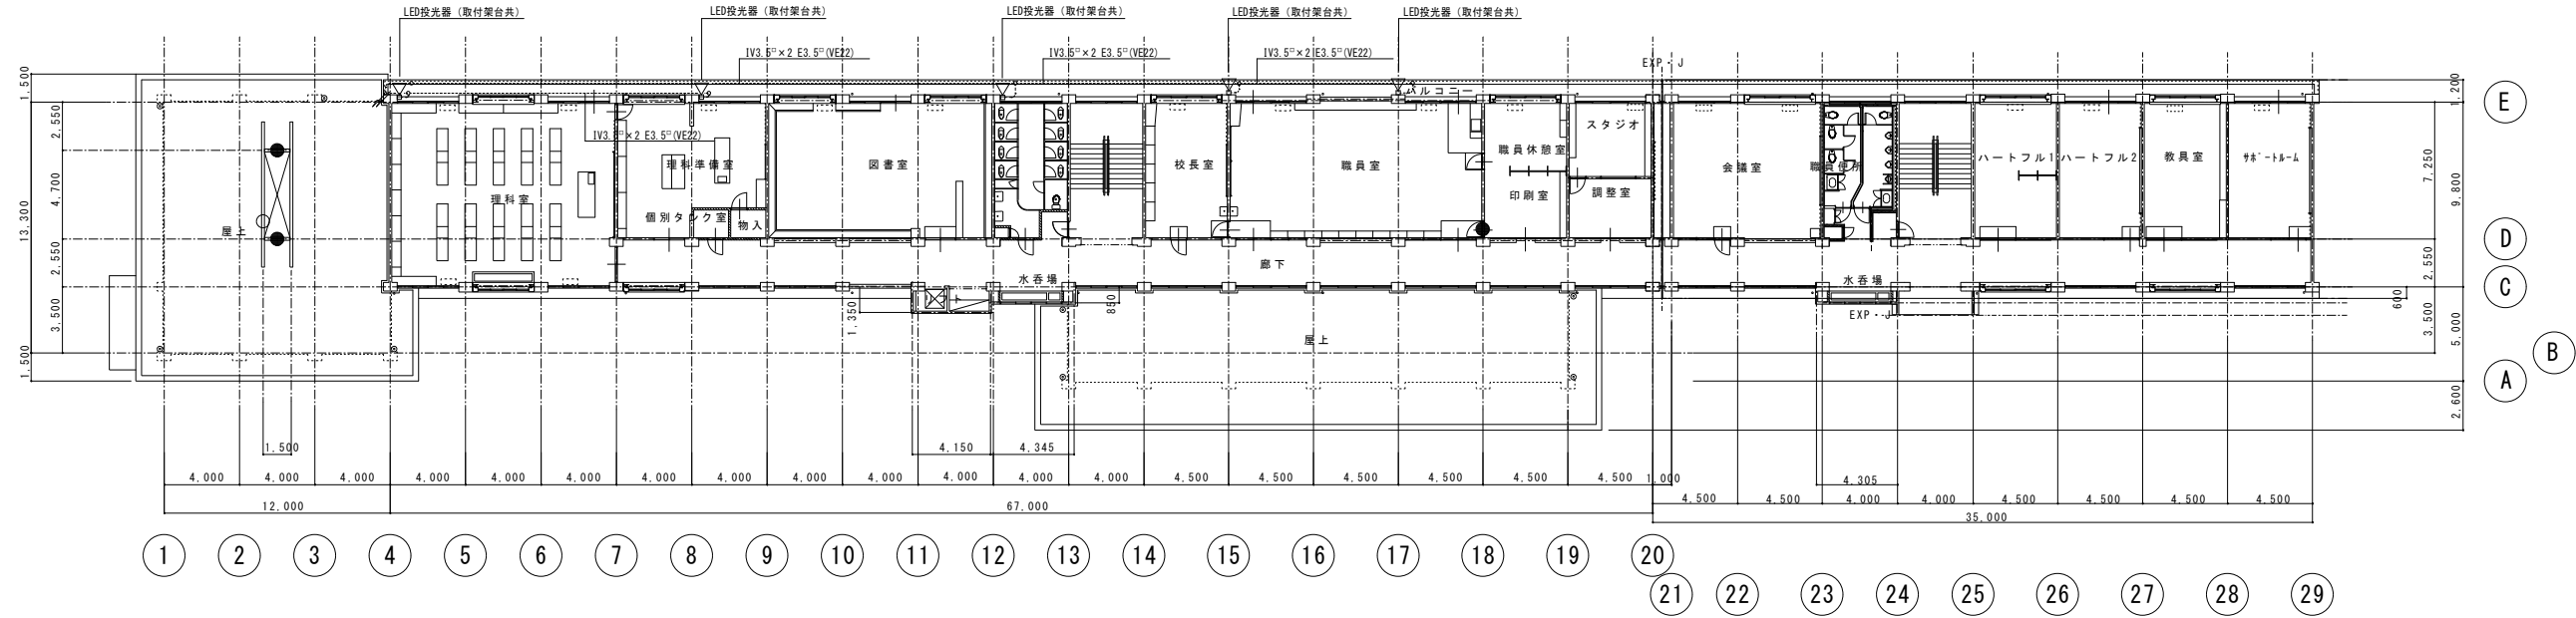 LED投光器（取付架台共）
LED投光器（取付架台共）
LED投光器（取付架台共）
LED投光器（取付架台共）
LED投光器（取付架台共）
IV3.5□×2 E3.5□(VE22)
IV3.5□×2 E3.5□(VE22)
IV3.5□×2 E3.5□(VE22)
EXP・J
バルコニー
1,500
1,200
E
2,550
IV3.5□×2 E3.5□(VE22)
スタジオ
理科準備室
図書室
校長室
職員室
職員休憩室
会議室
職員便所
ハートフル1
ハートフル2
教具室
ｻﾎﾟｰﾄﾙｰﾑ
7,250
9,800
4,700
13,300
理科室
印刷室
調整室
個別タンク室
物入
屋上
D
2,550
廊下
2,550
水呑場
水呑場
C
600
1,350
850
EXP・J
3,500
3,500
5,000
屋上
B
1,500
A
2,600
1,500
4,150
4,345
4,000
4,000
4,000
4,000
4,000
4,000
4,000
4,000
4,000
4,000
4,000
4,000
4,000
4,500
4,500
4,500
4,500
4,500
4,500
1,000
4,305
4,500
4,500
4,000
4,000
4,500
4,500
4,500
4,500
12,000
67,000
35,000
1
2
3
4
5
6
7
8
9
10
11
12
13
14
15
16
17
18
19
20
21
22
23
24
25
26
27
28
29